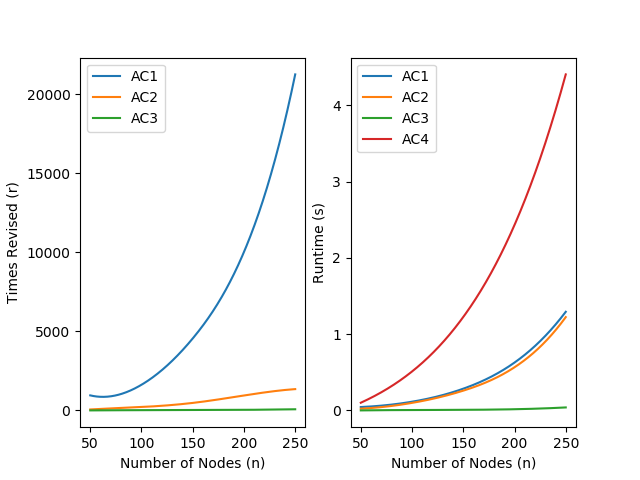 AC1
AC2
AC3
20000
15000
10000
5000
0
50 100 150 200 250
Times Revised (r)
Number of Nodes (n)
AC1
AC2
AC3
AC4
4
3
2
1
0
50 100 150 200 250
Runtime (s)
Number of Nodes (n)